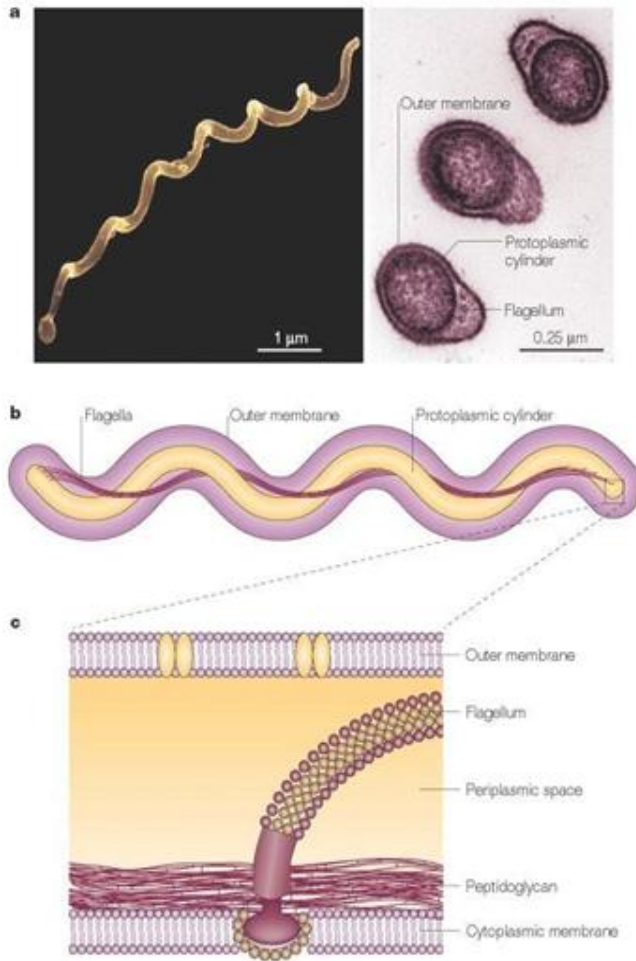 a
Outer membrane
Protoplasmic
cylinder
Flagellum
1 μm
0.25 μm
b
Flagella
Outer membrane
Protoplasmic cylinder
c
Outer membrane
Flagellum
Periplasmic space
Peptidoglycan
Cytoplasmic membrane